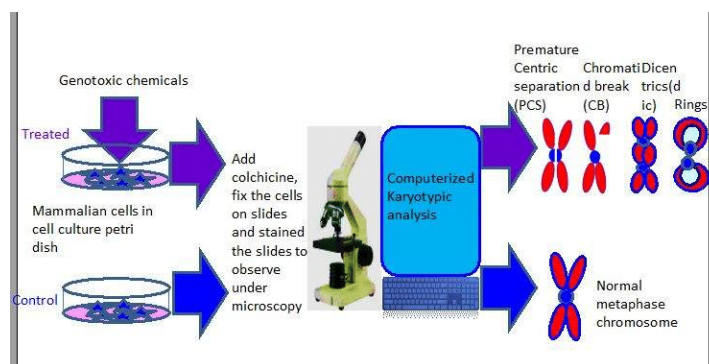 Genotoxic chemicals
Treated
Mammalian cells in
cell culture petri
dish
Control
Add
colchicine,
fix the cells
on slides
and stained
the slides to
observe
under
microscopy
Computerized
Karyotypic
analysis
Premature
Centric
separation
(PCS)
Chromati
d break
(CB)
Dicen
trics(d
ic)
Rings
Normal
metaphase
chromosome